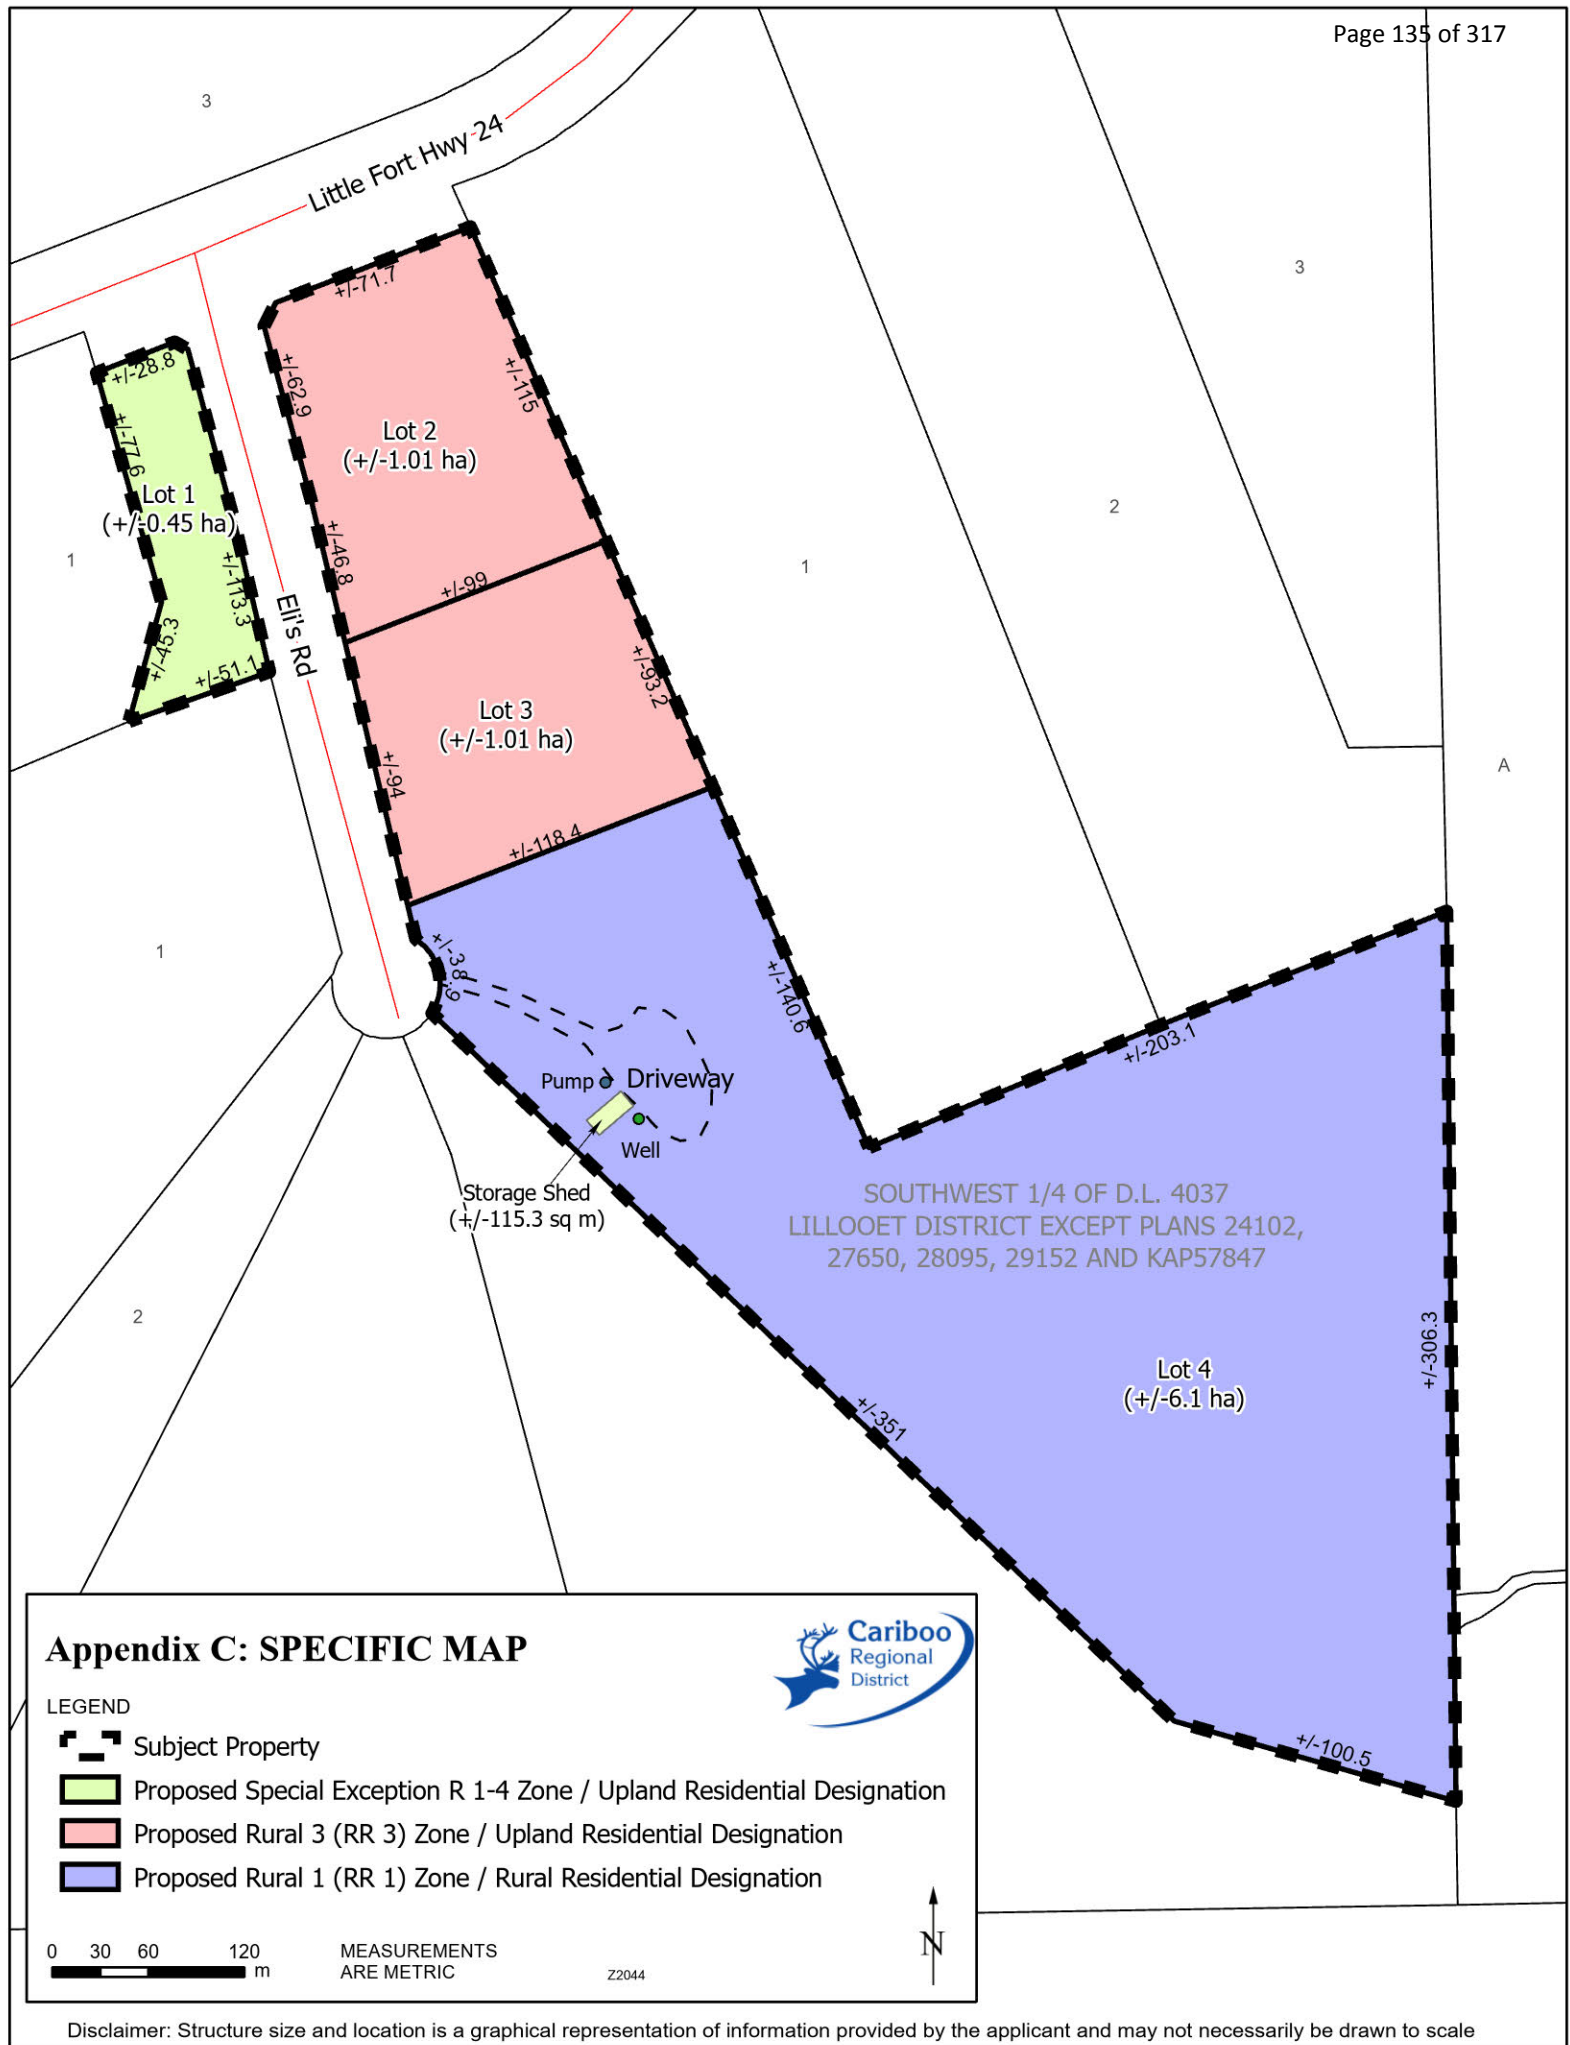 Page 135 of 317
3
Little Fort Hwy 24
3
+/-71.7
+/-28.8
+/-62.9
+/-115
+/-77.6
Lot 2
(+/-1.01 ha)
Lot 1
(+/-0.45 ha)
2
1
1
+/-46.8
+/-113.3
+/-99
Eli's Rd
+/-45.3
+/-51.1
+/-93.2
Lot 3
(+/-1.01 ha)
A
+/-94
+/-118.4
1
+/-38.6
+/-140.6
+/-203.1
Pump
Driveway
Well
Storage Shed
(+/-115.3 sq m)
SOUTHWEST 1/4 OF D.L. 4037
LILLOOET DISTRICT EXCEPT PLANS 24102,
27650, 28095, 29152 AND KAP57847
2
+/-306.3
Lot 4
(+/-6.1 ha)
+/-351
+/-100.5
Appendix C: SPECIFIC MAP
Cariboo
Regional
District
LEGEND
Subject Property
Proposed Special Exception R 1-4 Zone / Upland Residential Designation
Proposed Rural 3 (RR 3) Zone / Upland Residential Designation
Proposed Rural 1 (RR 1) Zone / Rural Residential Designation
0 30 60 120
m
MEASUREMENTS
ARE METRIC
Z2044
N
Disclaimer: Structure size and location is a graphical representation of information provided by the applicant and may not necessarily be drawn to scale